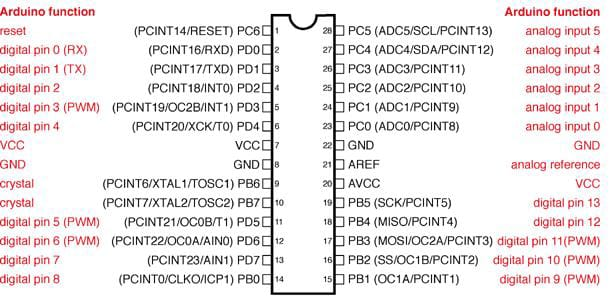 Arduino function Arduino function
reset (PCINT14/RESET) PC6 1 28 PC5 (ADC5/SCL/PCINT13) analog input 5
digital pin 0 (RX) (PCINT16/RXD) PD0 2 27 PC4 (ADC4/SDA/PCINT12) analog input 4
digital pin 1 (TX) (PCINT17/TXD) PD1 3 26 PC3 (ADC3/PCINT11) analog input 3
digital pin 2 (PCINT18/INT0) PD2 4 25 PC2 (ADC2/PCINT10) analog input 2
digital pin 3 (PWM) (PCINT19/OC2B/INT1) PD3 5 24 PC1 (ADC1/PCINT9) analog input 1
digital pin 4 (PCINT20/XCK/T0) PD4 6 23 PC0 (ADC0/PCINT8) analog input 0
VCC VCC 7 22 GND GND
GND GND 8 21 AREF analog reference
crystal (PCINT6/XTAL1/TOSC1) PB6 9 20 AVCC VCC
crystal (PCINT7/XTAL2/TOSC2) PB7 10 19 PB5 (SCK/PCINT5) digital pin 13
digital pin 5 (PWM) (PCINT21/OC0B/T1) PD5 11 18 PB4 (MISO/PCINT4) digital pin 12
digital pin 6 (PWM) (PCINT22/OC0A/AIN0) PD6 12 17 PB3 (MOSI/OC2A/PCINT3) digital pin 11(PWM)
digital pin 7 (PCINT23/AIN1) PD7 13 16 PB2 (SS/OC1B/PCINT2) digital pin 10 (PWM)
digital pin 8 (PCINT0/CLKO/ICP1) PB0 14 15 PB1 (OC1A/PCINT1) digital pin 9 (PWM)